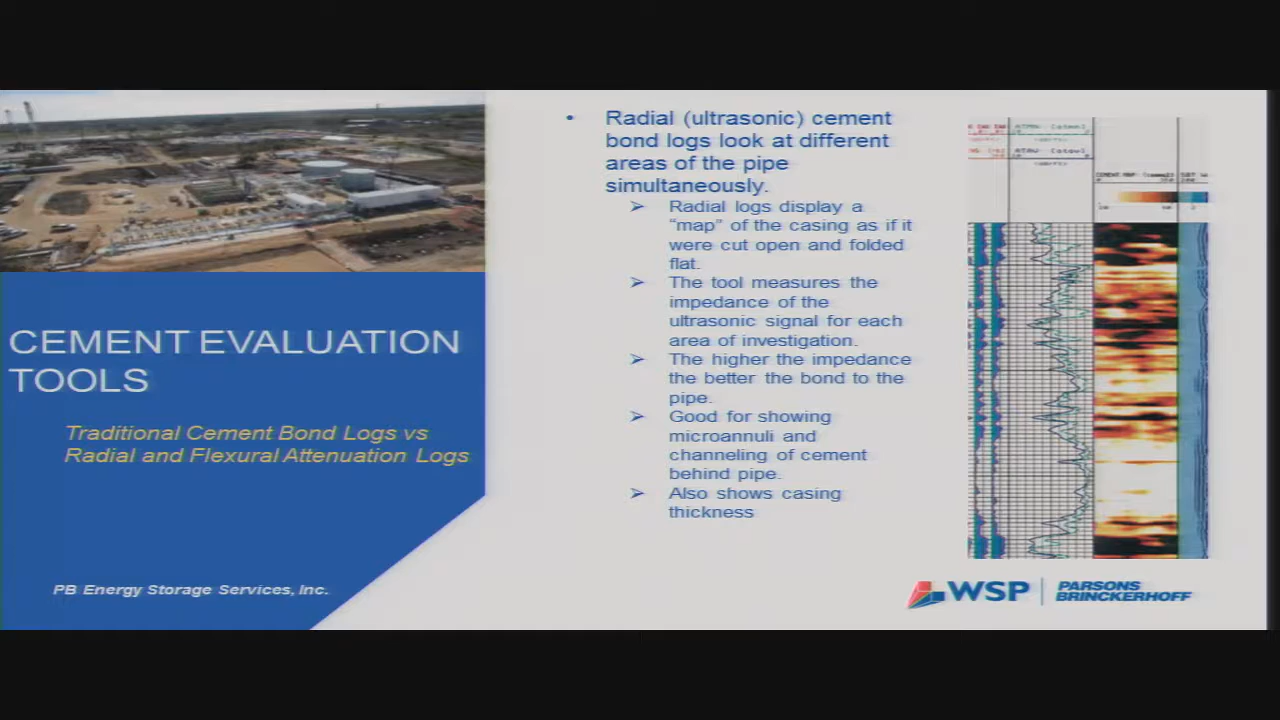 CEMENT EVALUATION
TOOLS
Traditional Cement Bond Logs vs
Radial and Flexural Attenuation Logs
PB Energy Storage Services, Inc.
• Radial (ultrasonic) cement
bond logs look at different
areas of the pipe
simultaneously.
➢ Radial logs display a
“map” of the casing as if it
were cut open and folded
flat.
➢ The tool measures the
impedance of the
ultrasonic signal for each
area of investigation.
➢ The higher the impedance
the better the bond to the
pipe.
➢ Good for showing
microannuli and
channeling of cement
behind pipe.
➢ Also shows casing
thickness
WSP
PARSONS
BRINCKERHOFF